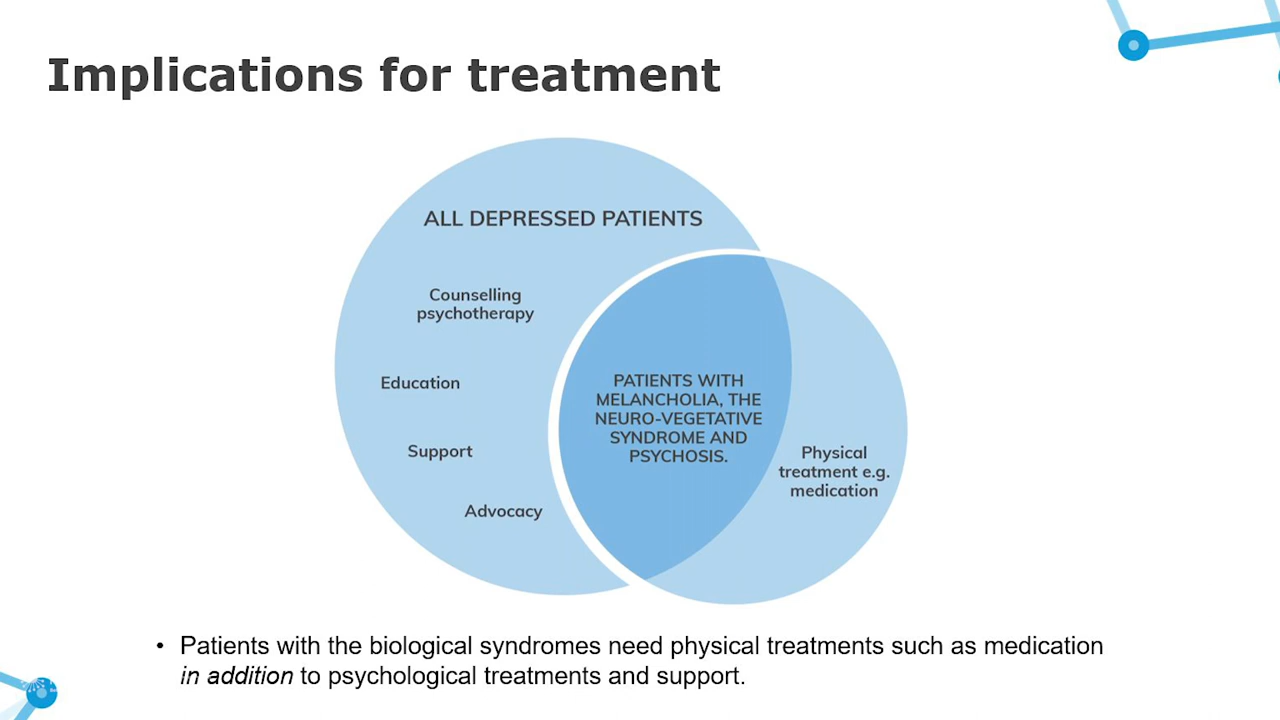 Implications for treatment
ALL DEPRESSED PATIENTS
Counselling
psychotherapy
Education
Support
Advocacy
PATIENTS WITH
MELANCHOLIA, THE
NEURO-VEGETATIVE
SYNDROME AND
PSYCHOSIS.
Physical
treatment e.g.
medication
• Patients with the biological syndromes need physical treatments such as medication
in addition to psychological treatments and support.